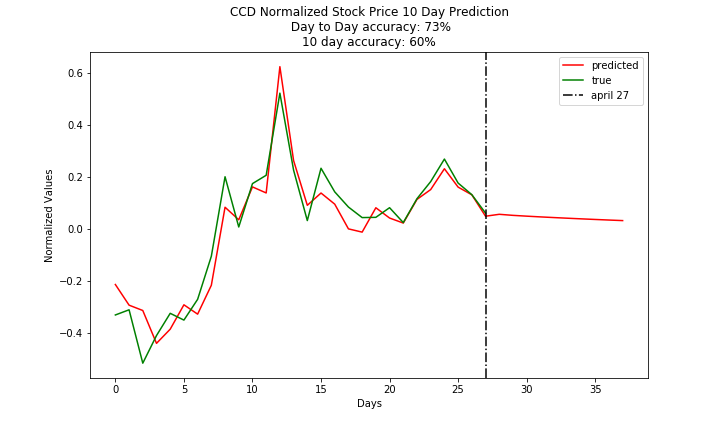 CCD Normalized Stock Price 10 Day Prediction
Day to Day accuracy: 73%
10 day accuracy: 60%
predicted
true
april 27
Normalized Values
0.6
0.4
0.2
0.0
−0.2
−0.4
0 5 10 15 20 25 30 35
Days